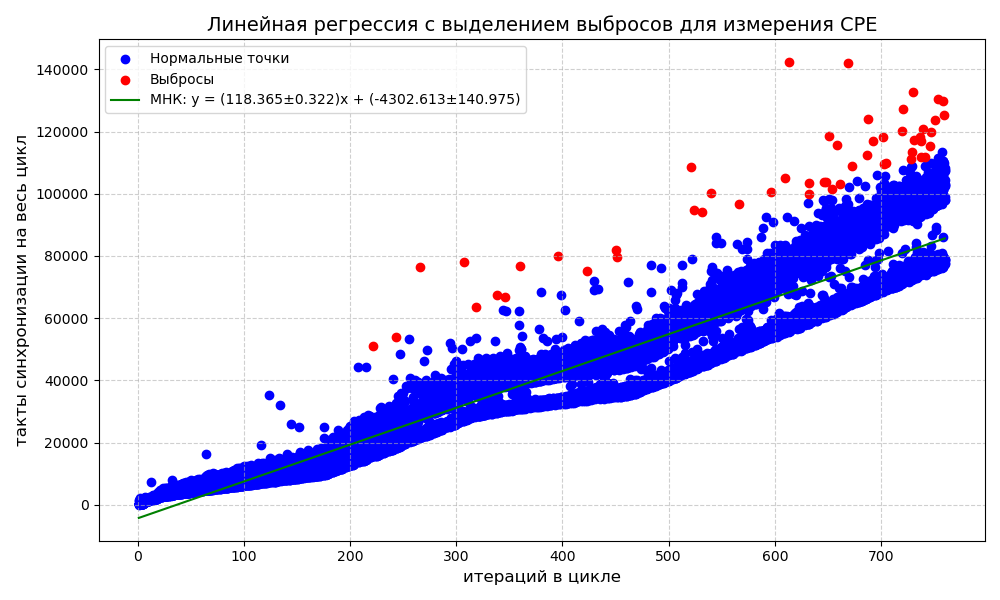 Линейная регрессия с выделением выбросов для измерения CPE
Нормальные точки
Выбросы
МНК: y = (118.365±0.322)x + (-4302.613±140.975)
такты синхронизации на весь цикл
140000
120000
100000
80000
60000
40000
20000
0
0 100 200 300 400 500 600 700
итераций в цикле